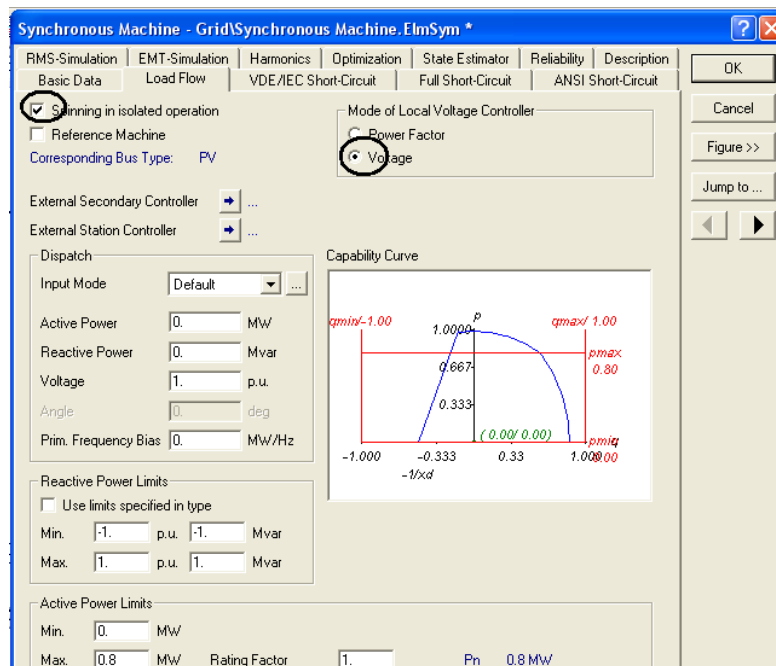 Synchronous Machine - Grid\Synchronous Machine.ElmSym *
RMS-Simulation EMT-Simulation Harmonics Optimization State Estimator Reliability Description
Basic Data Load Flow VDE/IEC Short-Circuit Full Short-Circuit ANSI Short-Circuit
OK
Cancel
Figure >>
Jump to ...
Spinning in isolated operation
Reference Machine
Corresponding Bus Type: PV
Mode of Local Voltage Controller
Power Factor
Voltage
External Secondary Controller ...
External Station Controller ...
Dispatch
Input Mode Default ...
Active Power 0. MW
Reactive Power 0. Mvar
Voltage 1. p.u.
Angle 0. deg
Prim. Frequency Bias 0. MW/Hz
Capability Curve
qmin/-1.00 p qmax/ 1.00
1.0000
pmax
0.667 0.80
0.333
( 0.00/ 0.00) pmin q
-1.000 -0.333 0.33 1.000 0.00
-1/xd
Reactive Power Limits
Use limits specified in type
Min. -1. p.u. -1. Mvar
Max. 1. p.u. 1. Mvar
Active Power Limits
Min. 0. MW
Max. 0.8 MW Rating Factor 1. Pn 0.8 MW